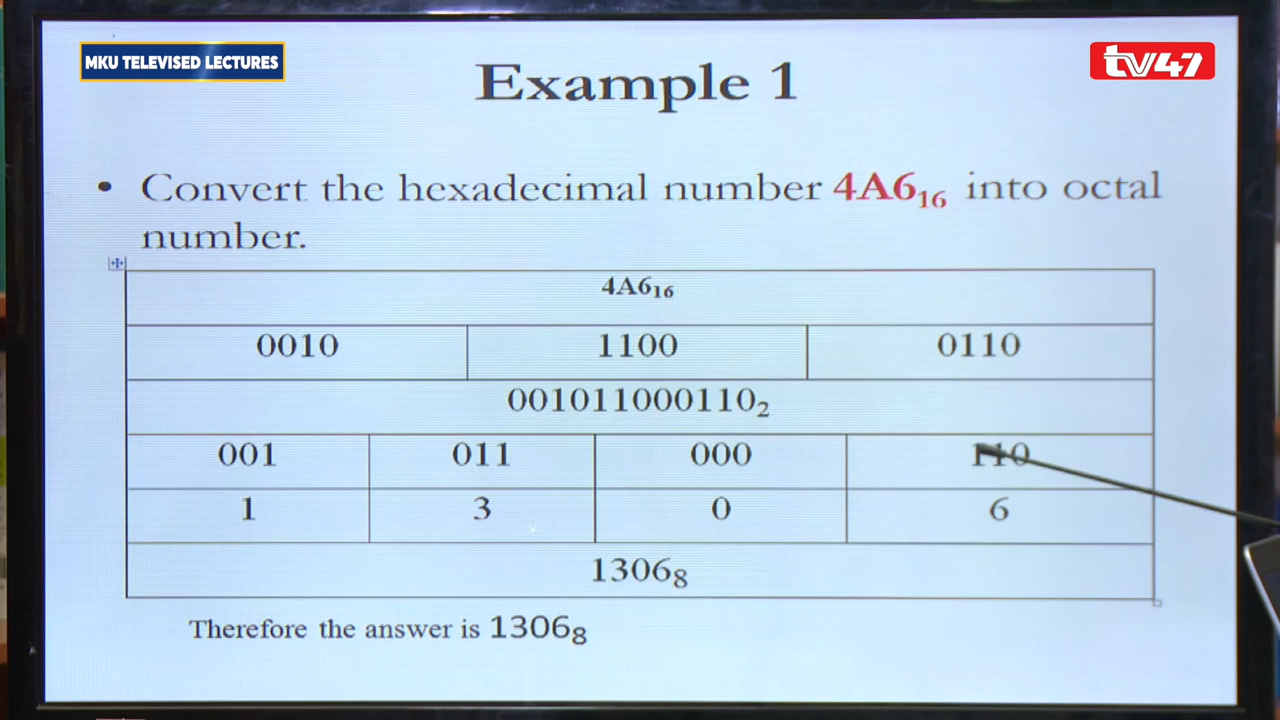 MKU TELEVISED LECTURES
tv47
Example 1
• Convert the hexadecimal number 4A6₁₆ into octal
number.
4A6₁₆
0010 1100 0110
001011000110₂
001 011 000 110
1 3 0 6
1306₈
Therefore the answer is 1306₈